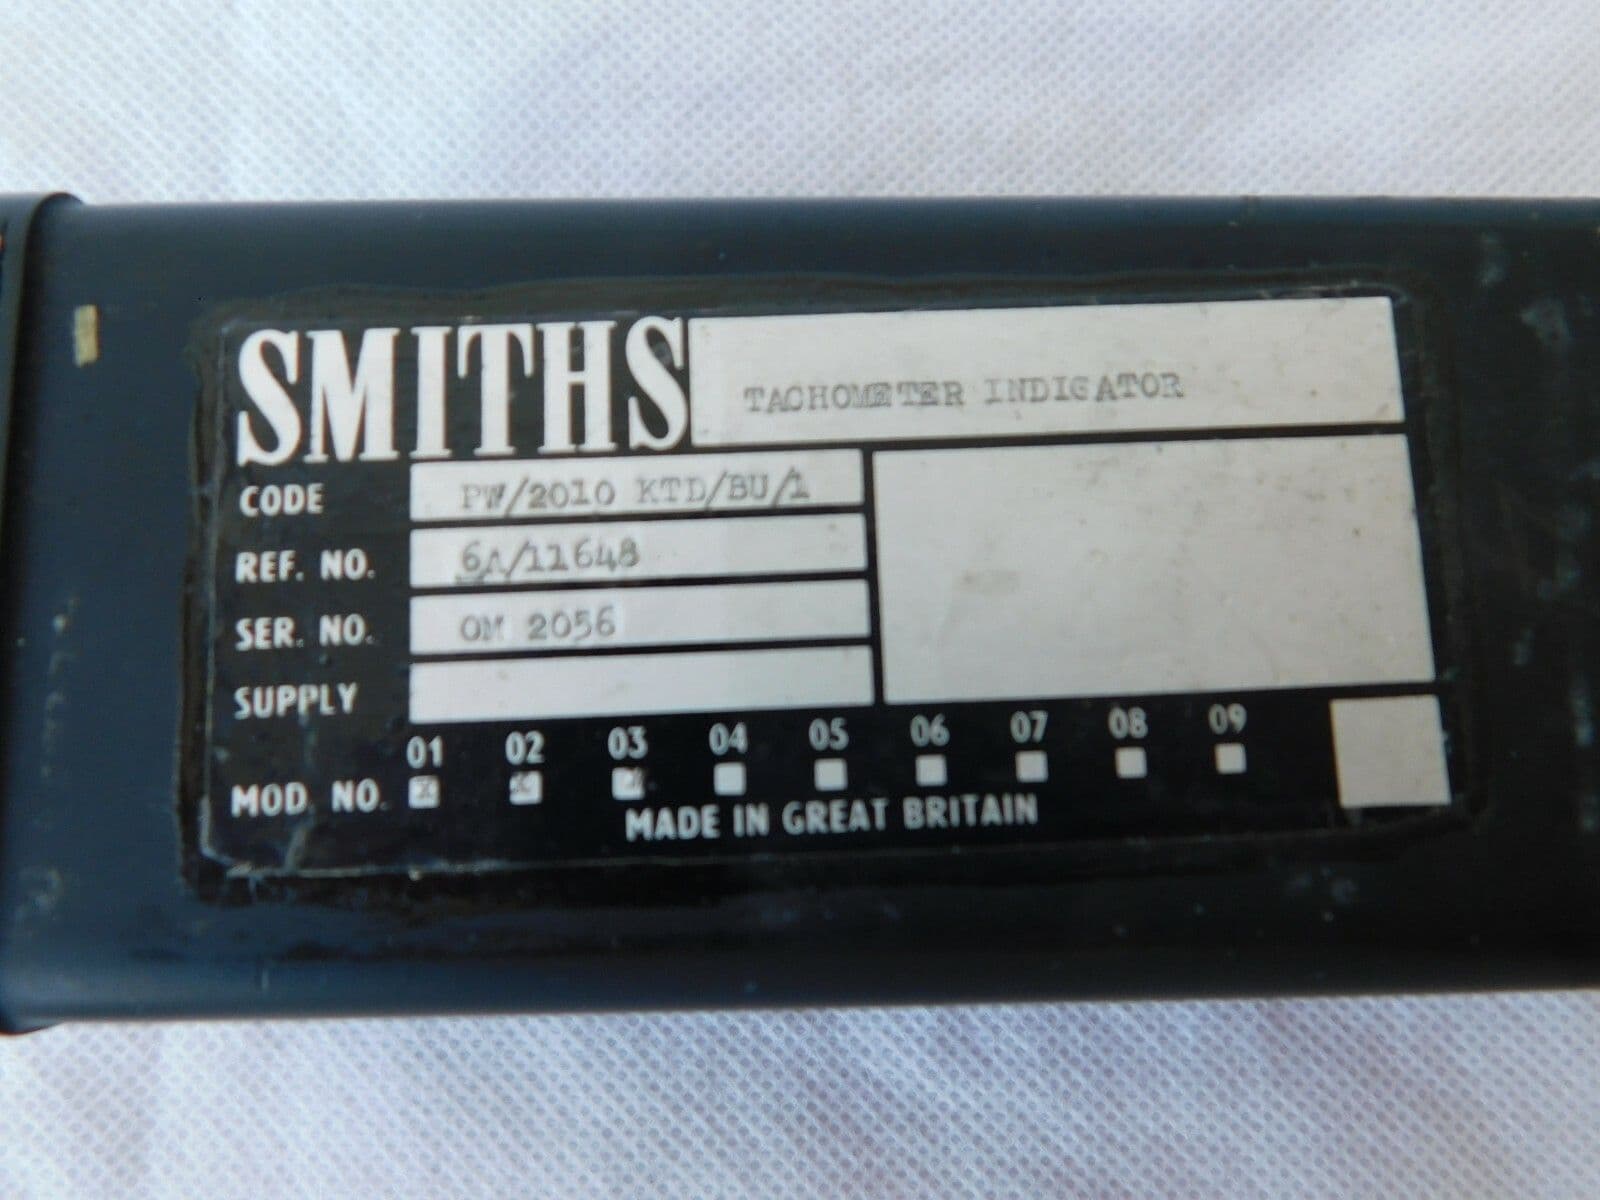 SMITHS TACHOMETER INDICATOR
CODE PW/2010 KTD/BU/1
REF. NO. 6A/11648
SER. NO. OM 2056
SUPPLY
01 02 03 04 05 06 07 08 09
MOD. NO. X X X
MADE IN GREAT BRITAIN